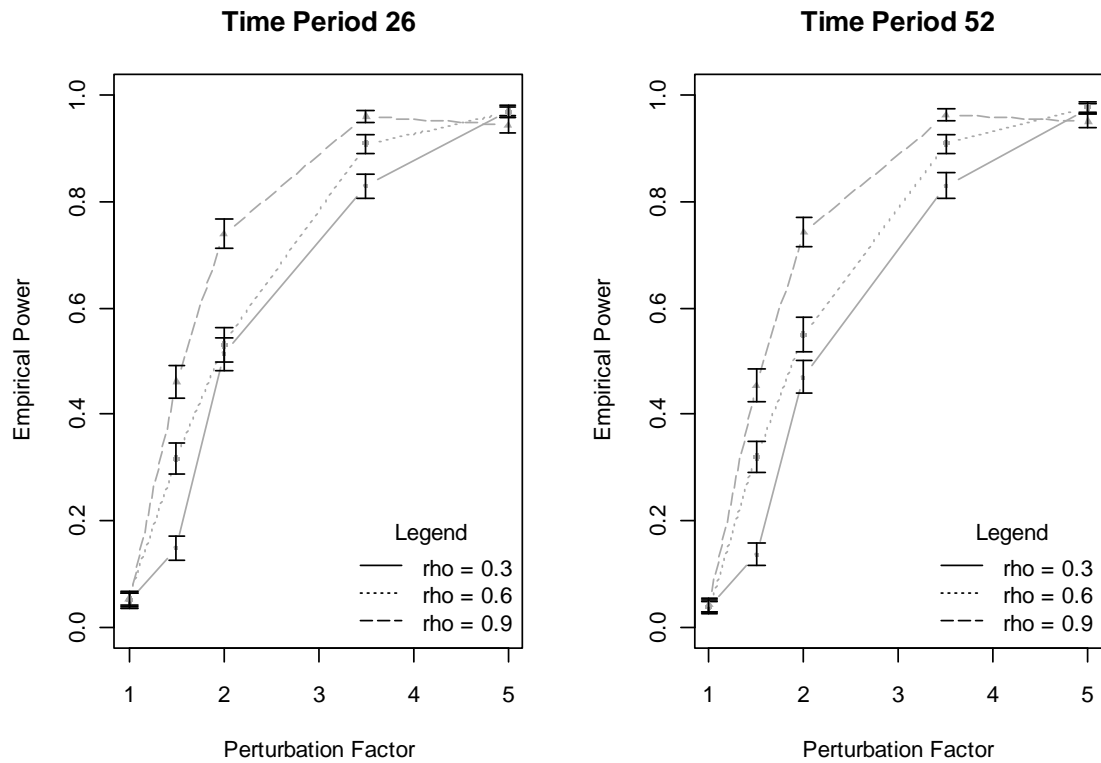 Time Period 26
Empirical Power
1.0
0.8
0.6
0.4
0.2
0.0
Legend
rho = 0.3
rho = 0.6
rho = 0.9
1 2 3 4 5
Perturbation Factor
Time Period 52
Empirical Power
1.0
0.8
0.6
0.4
0.2
0.0
Legend
rho = 0.3
rho = 0.6
rho = 0.9
1 2 3 4 5
Perturbation Factor